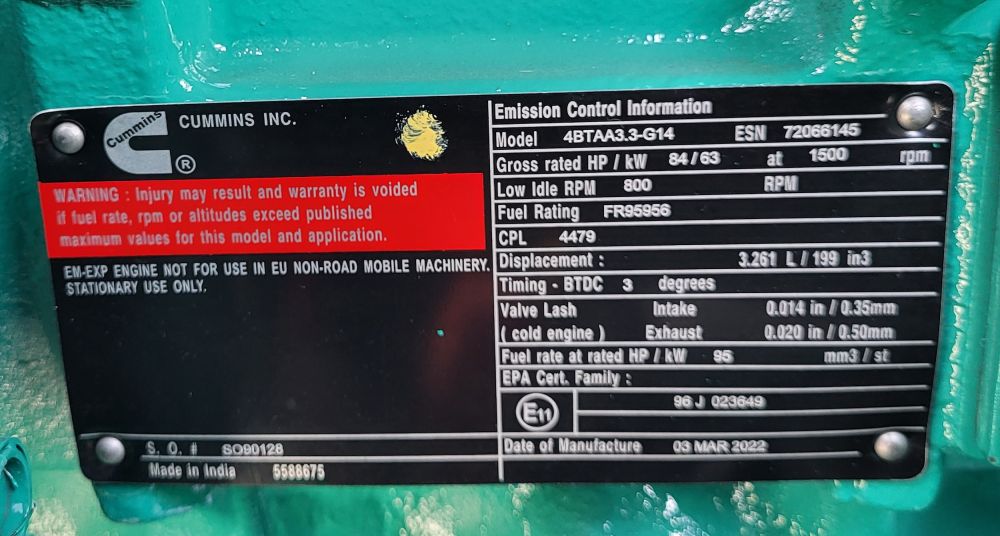 Cummins
®
CUMMINS INC.
WARNING : Injury may result and warranty is voided
if fuel rate, rpm or altitudes exceed published
maximum values for this model and application.
EM-EXP ENGINE NOT FOR USE IN EU NON-ROAD MOBILE MACHINERY.
STATIONARY USE ONLY.
S. O. # SO90128
Made in India 5588675
Emission Control Information
Model 4BTAA3.3-G14 ESN 72066145
Gross rated HP / kW 84 / 63 at 1500 rpm
Low Idle RPM 800 RPM
Fuel Rating FR95956
CPL 4479
Displacement : 3.261 L / 199 in3
Timing - BTDC 3 degrees
Valve Lash Intake 0.014 in / 0.35mm
( cold engine ) Exhaust 0.020 in / 0.50mm
Fuel rate at rated HP / kW 95 mm3 / st
EPA Cert. Family :
E11 96 J 023649
Date of Manufacture 03 MAR 2022